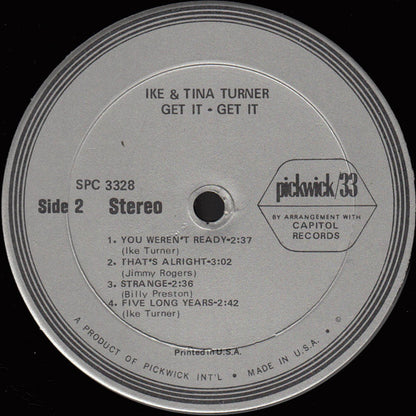 IKE & TINA TURNER
GET IT • GET IT
SPC 3328
Side 2 Stereo
pickwick/33
BY ARRANGEMENT WITH
CAPITOL
RECORDS
1. YOU WEREN'T READY-2:37
(Ike Turner)
2. THAT'S ALRIGHT-3:02
(Jimmy Rogers)
3. STRANGE-2:36
(Billy Preston)
4. FIVE LONG YEARS-2:42
(Ike Turner)
Printed in U.S.A.
A PRODUCT OF PICKWICK INT'L • MADE IN U.S.A. • ©